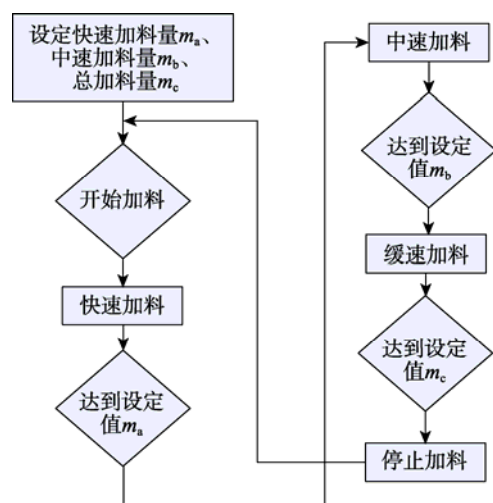 设定快速加料量mₐ、
中速加料量m_b、
总加料量m_c
开始加料
快速加料
达到设定
值mₐ
中速加料
达到设定
值m_b
缓速加料
达到设定
值m_c
停止加料